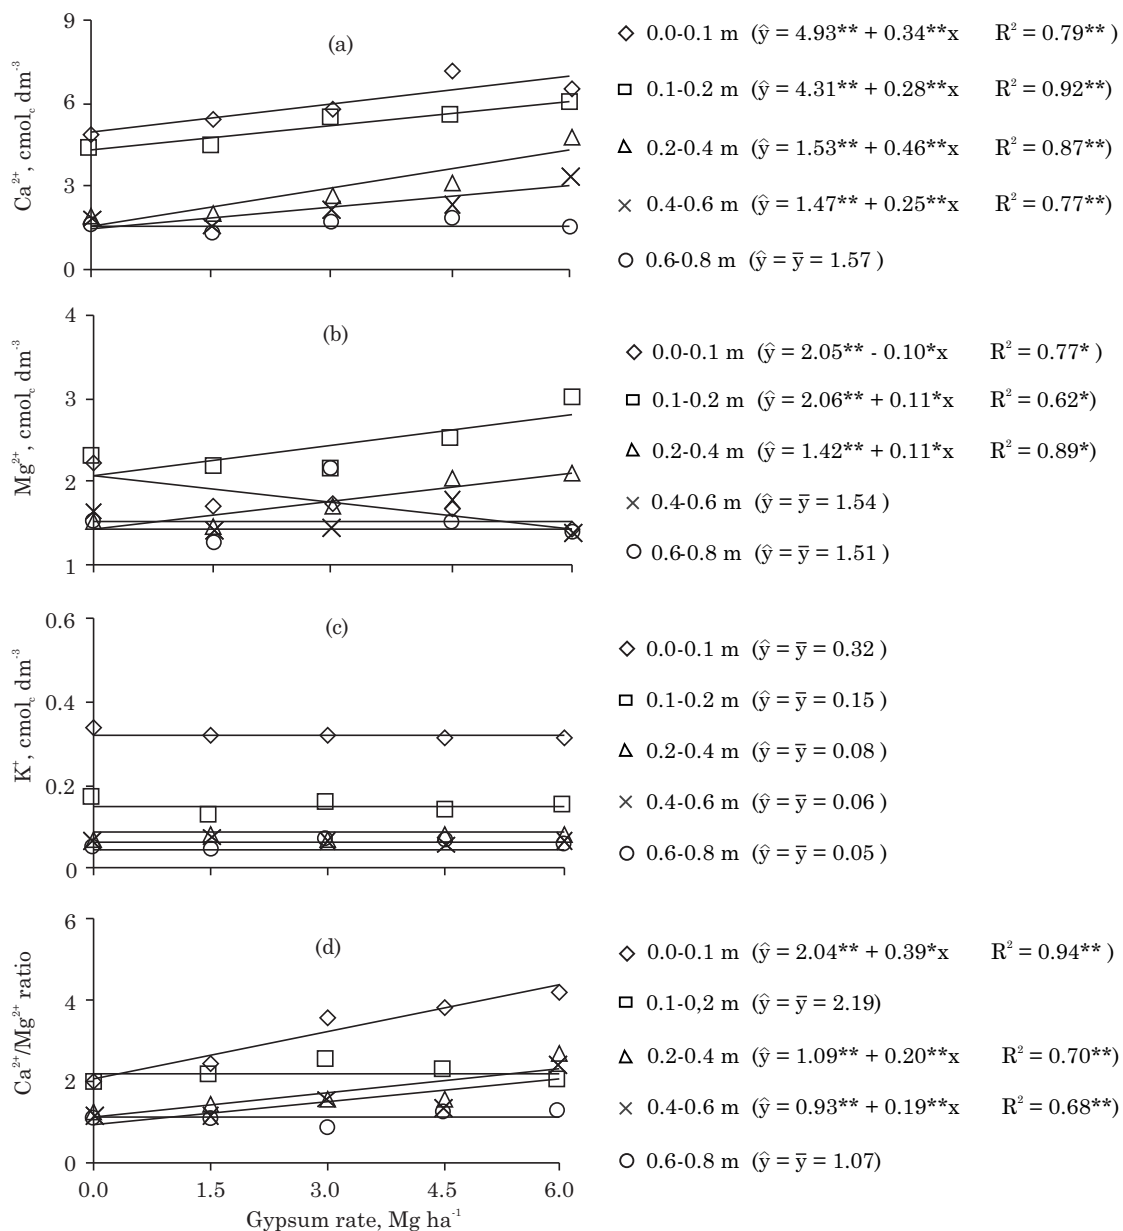 (a)
Ca²⁺, cmol꜀ dm⁻³
9
6
3
0
◇ 0.0-0.1 m (ŷ = 4.93** + 0.34**x R² = 0.79** )
□ 0.1-0.2 m (ŷ = 4.31** + 0.28**x R² = 0.92**)
△ 0.2-0.4 m (ŷ = 1.53** + 0.46**x R² = 0.87**)
× 0.4-0.6 m (ŷ = 1.47** + 0.25**x R² = 0.77**)
○ 0.6-0.8 m (ŷ = y̅ = 1.57 )
(b)
Mg²⁺, cmol꜀ dm⁻³
4
3
2
1
◇ 0.0-0.1 m (ŷ = 2.05** - 0.10*x R² = 0.77* )
□ 0.1-0.2 m (ŷ = 2.06** + 0.11*x R² = 0.62*)
△ 0.2-0.4 m (ŷ = 1.42** + 0.11*x R² = 0.89*)
× 0.4-0.6 m (ŷ = y̅ = 1.54 )
○ 0.6-0.8 m (ŷ = y̅ = 1.51 )
(c)
K⁺, cmol꜀ dm⁻³
0.6
0.4
0.2
0
◇ 0.0-0.1 m (ŷ = y̅ = 0.32 )
□ 0.1-0.2 m (ŷ = y̅ = 0.15 )
△ 0.2-0.4 m (ŷ = y̅ = 0.08 )
× 0.4-0.6 m (ŷ = y̅ = 0.06 )
○ 0.6-0.8 m (ŷ = y̅ = 0.05 )
(d)
Ca²⁺/Mg²⁺ ratio
6
4
2
0
◇ 0.0-0.1 m (ŷ = 2.04** + 0.39*x R² = 0.94** )
□ 0.1-0,2 m (ŷ = y̅ = 2.19)
△ 0.2-0.4 m (ŷ = 1.09** + 0.20**x R² = 0.70**)
× 0.4-0.6 m (ŷ = 0.93** + 0.19**x R² = 0.68**)
○ 0.6-0.8 m (ŷ = y̅ = 1.07)
0.0 1.5 3.0 4.5 6.0
Gypsum rate, Mg ha⁻¹